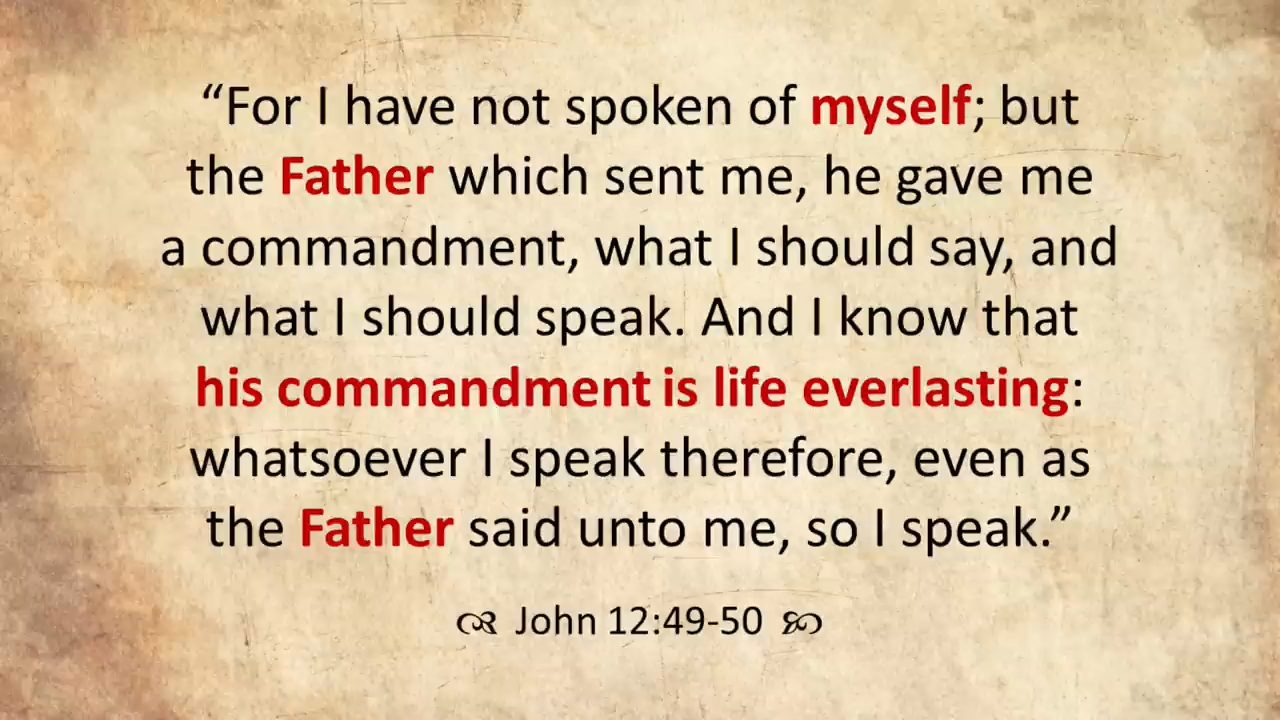 “For I have not spoken of myself; but
the Father which sent me, he gave me
a commandment, what I should say, and
what I should speak. And I know that
his commandment is life everlasting:
whatsoever I speak therefore, even as
the Father said unto me, so I speak.”
John 12:49-50